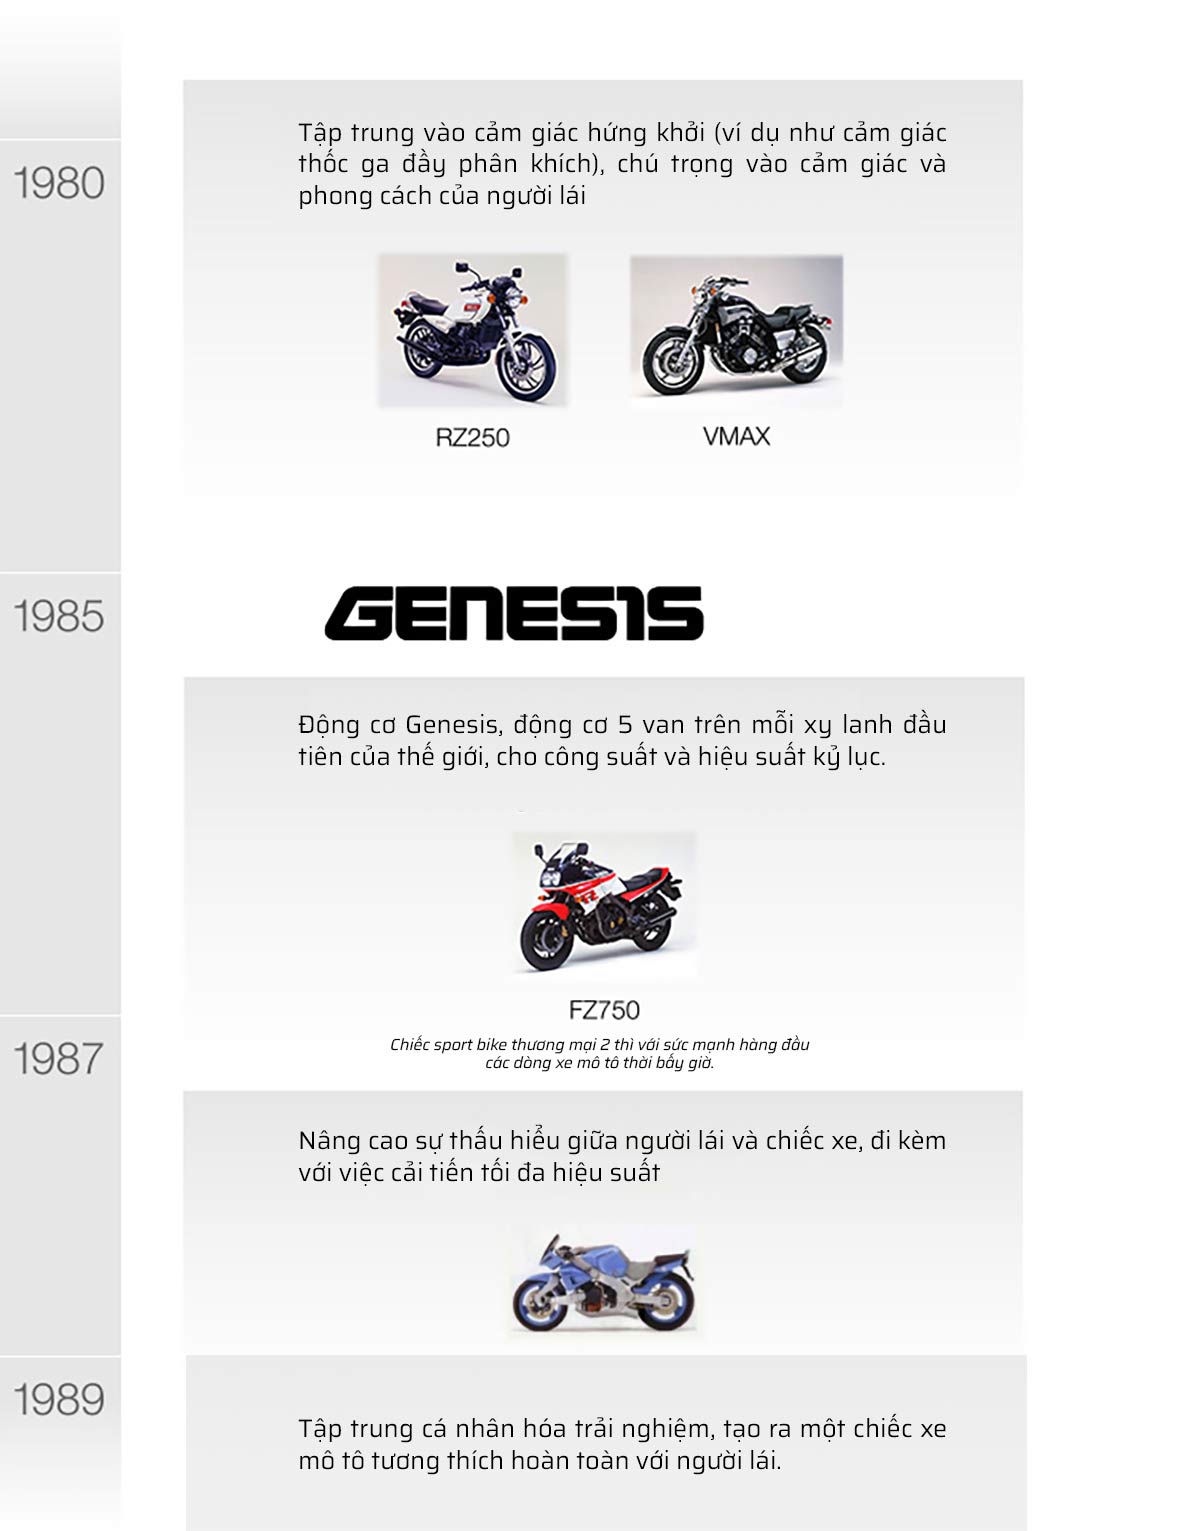 1980
Tập trung vào cảm giác hứng khởi (ví dụ như cảm giác
thốc ga đầy phân khích), chú trọng vào cảm giác và
phong cách của người lái
RZ250
VMAX
1985
GENESIS
Động cơ Genesis, động cơ 5 van trên mỗi xy lanh đầu
tiên của thế giới, cho công suất và hiệu suất kỷ lục.
FZ750
Chiếc sport bike thương mại 2 thì với sức mạnh hàng đầu
các dòng xe mô tô thời bấy giờ.
1987
Nâng cao sự thấu hiểu giữa người lái và chiếc xe, đi kèm
với việc cải tiến tối đa hiệu suất
1989
Tập trung cá nhân hóa trải nghiệm, tạo ra một chiếc xe
mô tô tương thích hoàn toàn với người lái.